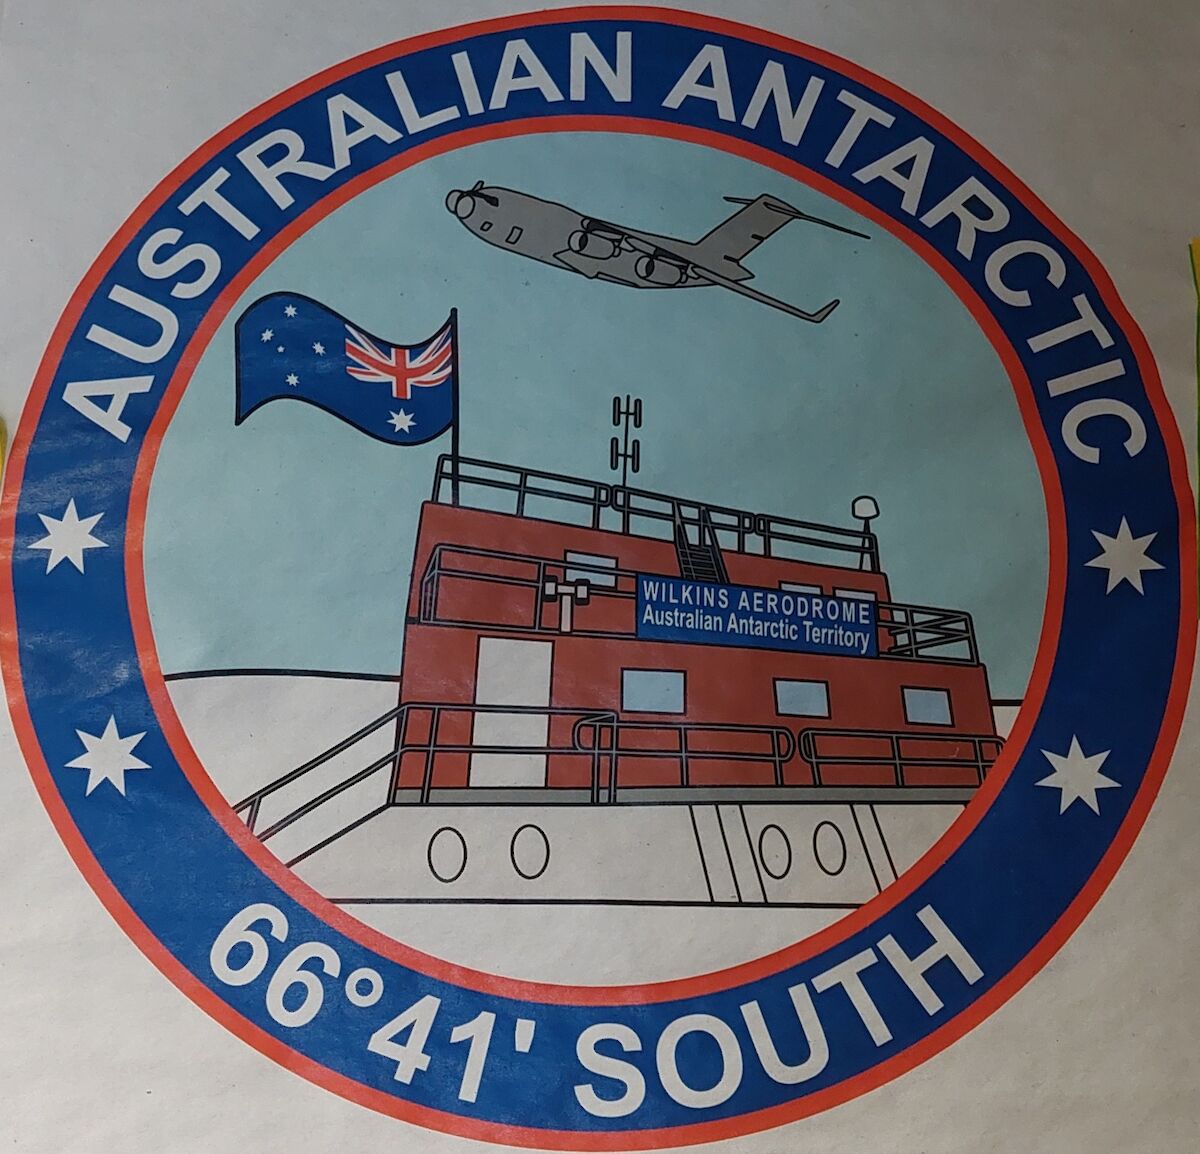 AUSTRALIAN ANTARCTIC
WILKINS AERODROME
Australian Antarctic Territory
66°41' SOUTH